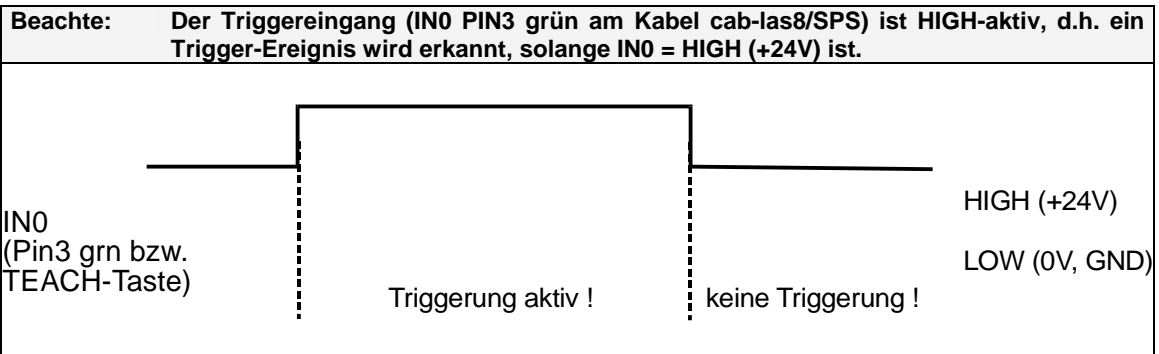 Beachte: Der Triggereingang (IN0 PIN3 grün am Kabel cab-las8/SPS) ist HIGH-aktiv, d.h. ein
Trigger-Ereignis wird erkannt, solange IN0 = HIGH (+24V) ist.
HIGH (+24V)
IN0
(Pin3 grn bzw.
TEACH-Taste)
LOW (0V, GND)
Triggerung aktiv !
keine Triggerung !